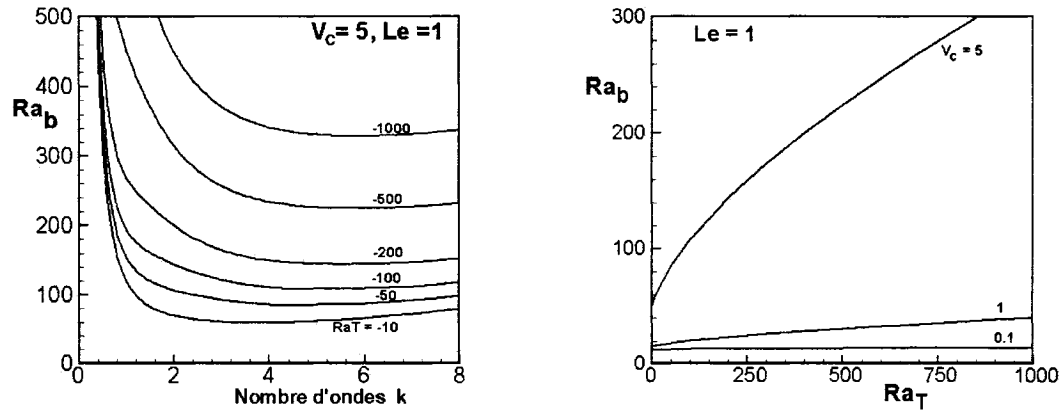 V_c= 5, Le =1
500
400
300
200
100
0
Ra_b
-1000
-500
-200
-100
-50
RaT = -10
0 2 4 6 8
Nombre d'ondes k
Le = 1
V_c = 5
300
200
100
0
Ra_b
1
0.1
0 250 500 750 1000
Ra_T